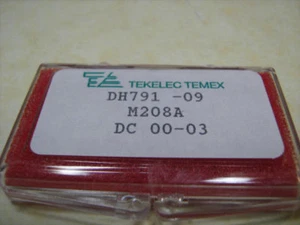 TEKELEC TEMEX
DH791 -09
M208A
DC 00-03